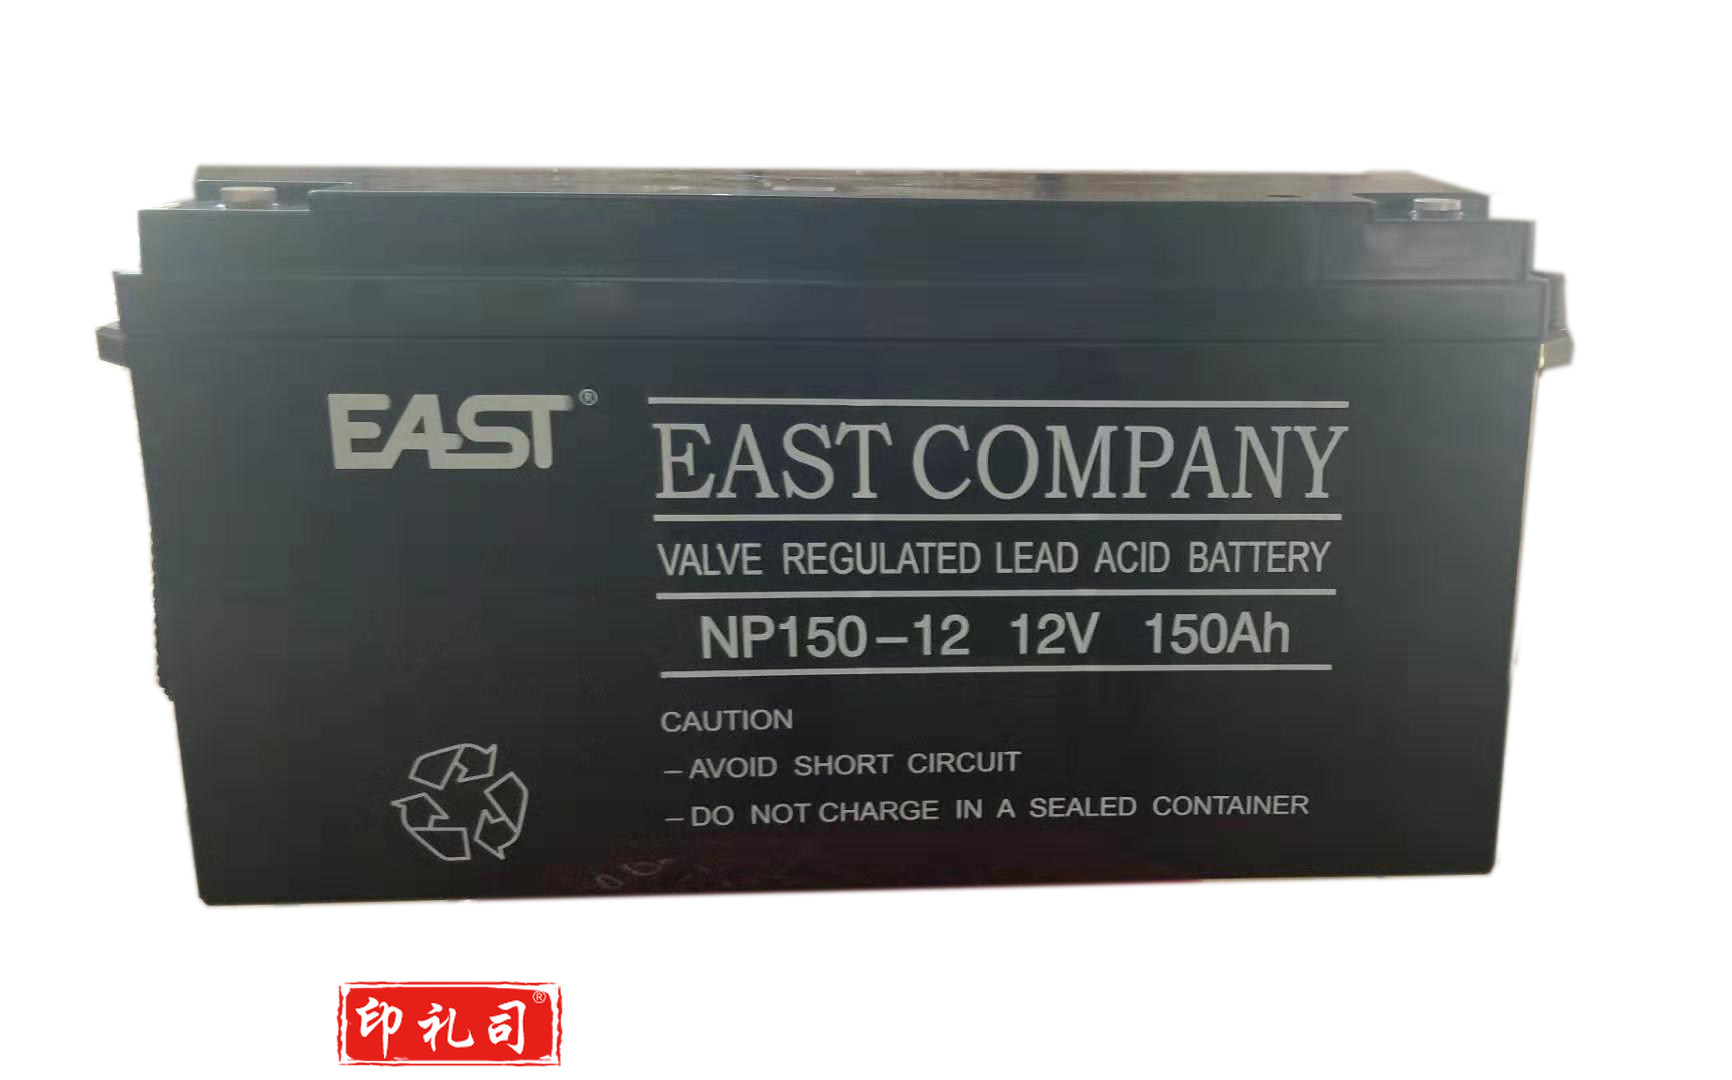 EAST®
EAST COMPANY
VALVE REGULATED LEAD ACID BATTERY
NP150-12 12V 150Ah
CAUTION
- AVOID SHORT CIRCUIT
- DO NOT CHARGE IN A SEALED CONTAINER
印礼司®